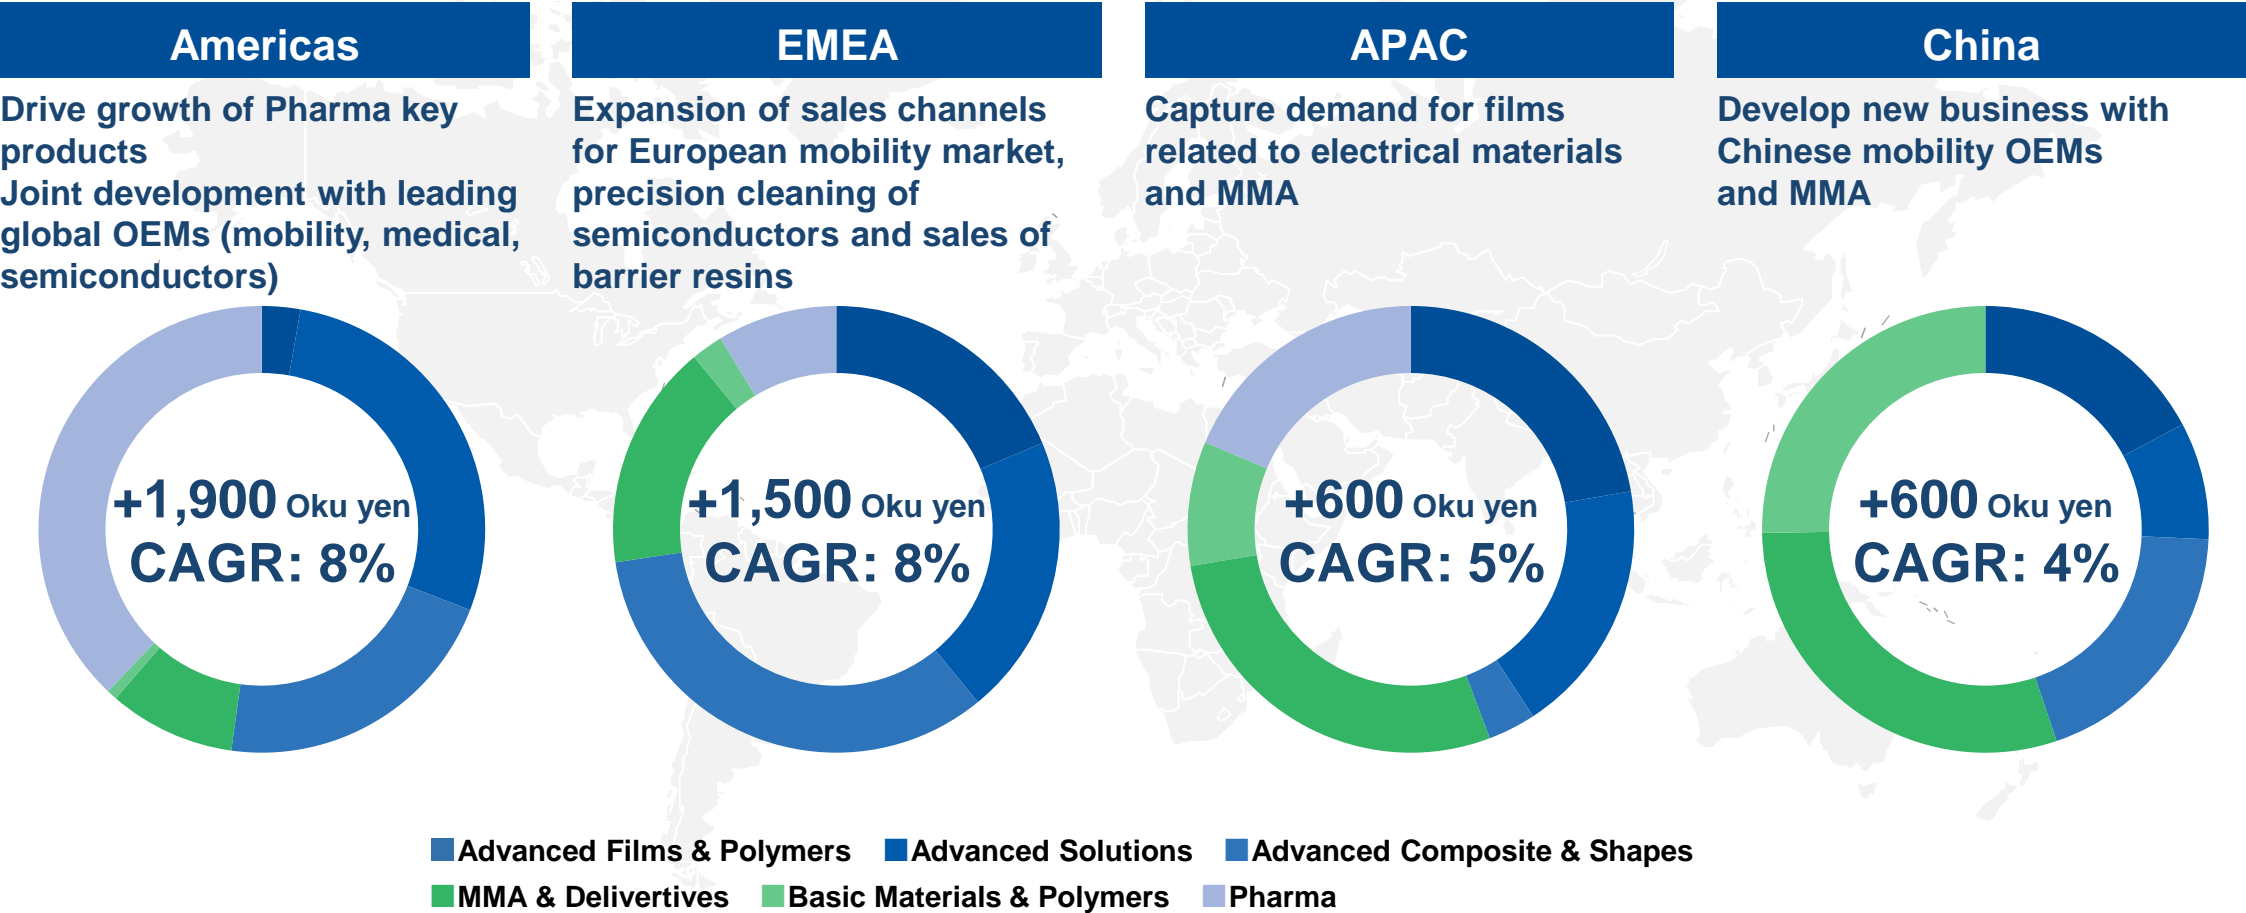 Americas
Drive growth of Pharma key
products
Joint development with leading
global OEMs (mobility, medical,
semiconductors)
+1,900 Oku yen
CAGR: 8%
EMEA
Expansion of sales channels
for European mobility market,
precision cleaning of
semiconductors and sales of
barrier resins
+1,500 Oku yen
CAGR: 8%
APAC
Capture demand for films
related to electrical materials
and MMA
+600 Oku yen
CAGR: 5%
China
Develop new business with
Chinese mobility OEMs
and MMA
+600 Oku yen
CAGR: 4%
Advanced Films & Polymers Advanced Solutions Advanced Composite & Shapes
MMA & Delivertives Basic Materials & Polymers Pharma